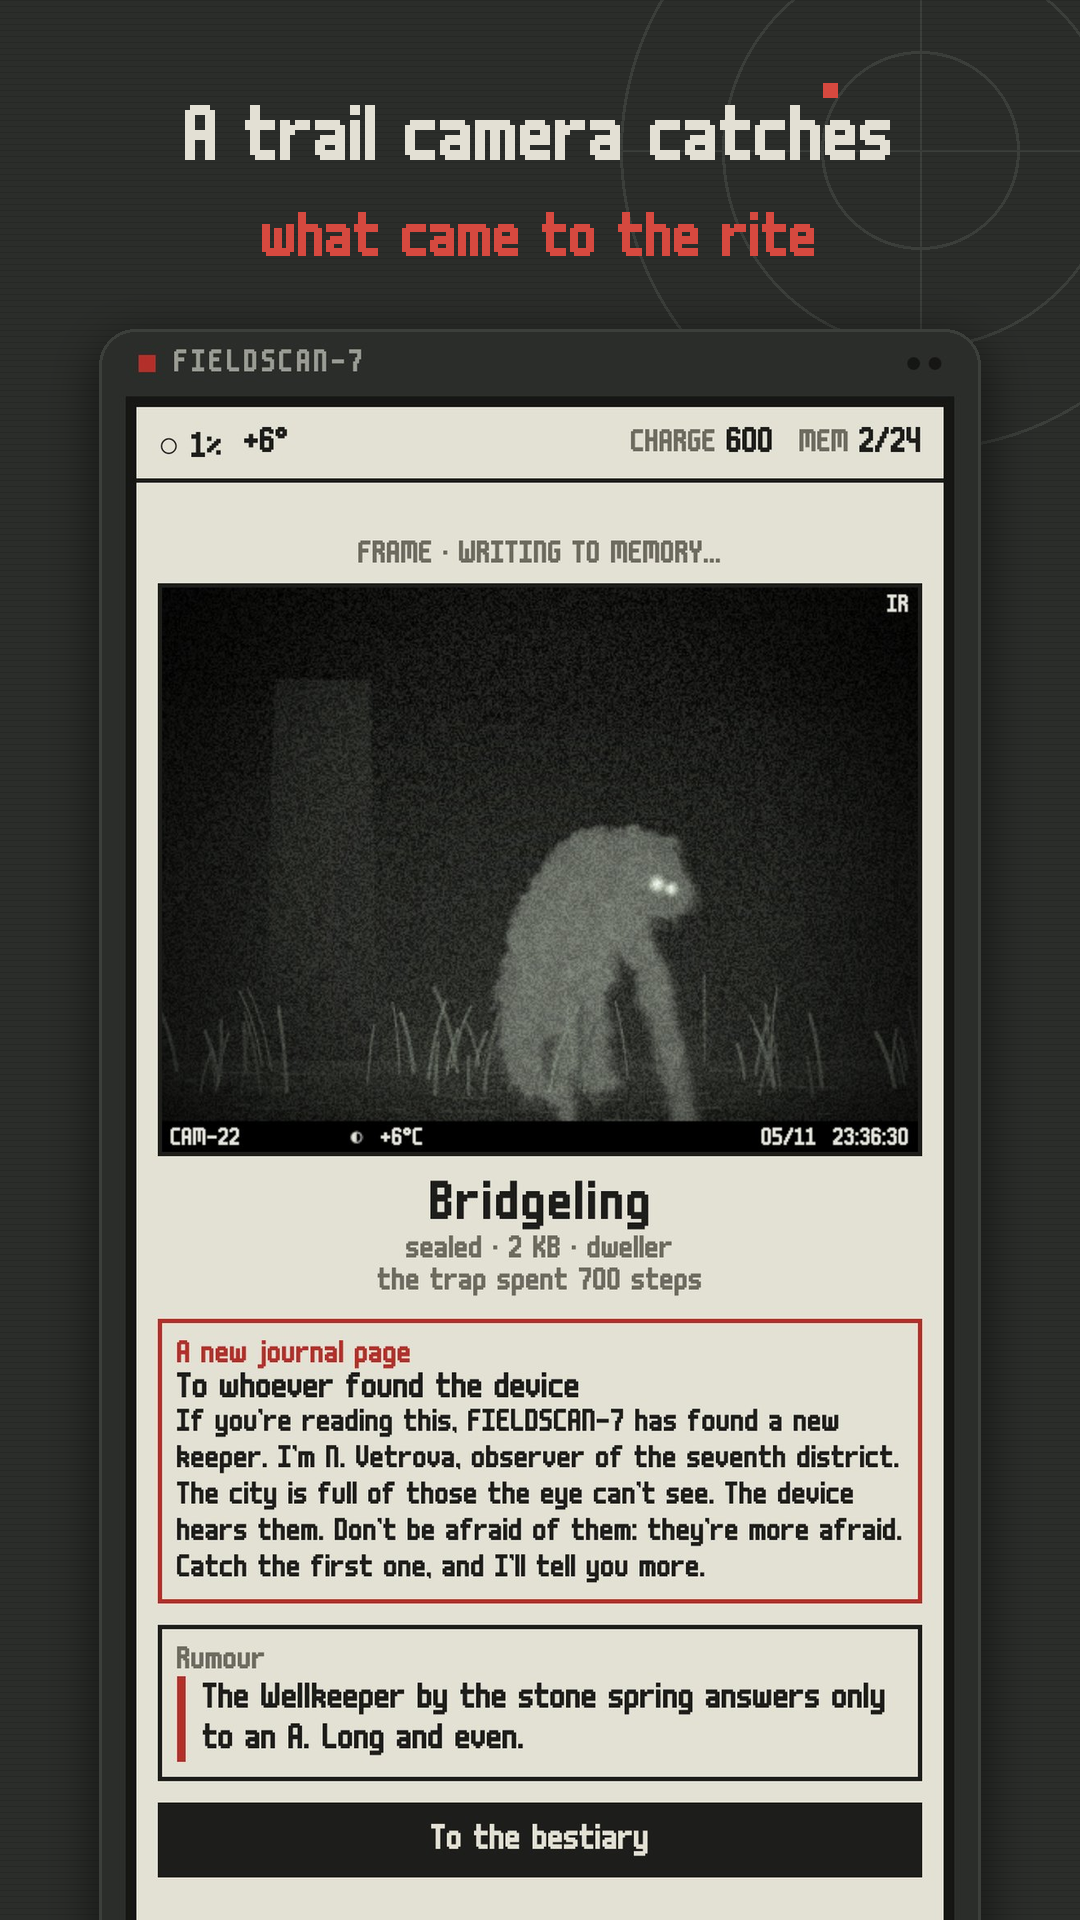 A trail camera catches
what came to the rite
FIELDSCAN-7
1% +6° CHARGE 600 MEM 2/24
FRAME · WRITING TO MEMORY...
IR
CAM-22 +6°C 05/11 23:36:30
Bridgeling
sealed · 2 KB · dweller
the trap spent 700 steps
A new journal page
To whoever found the device
If you're reading this, FIELDSCAN-7 has found a new
keeper. I'm N. Vetrova, observer of the seventh district.
The city is full of those the eye can't see. The device
hears them. Don't be afraid of them: they're more afraid.
Catch the first one, and I'll tell you more.
Rumour
The Wellkeeper by the stone spring answers only
to an A. Long and even.
To the bestiary